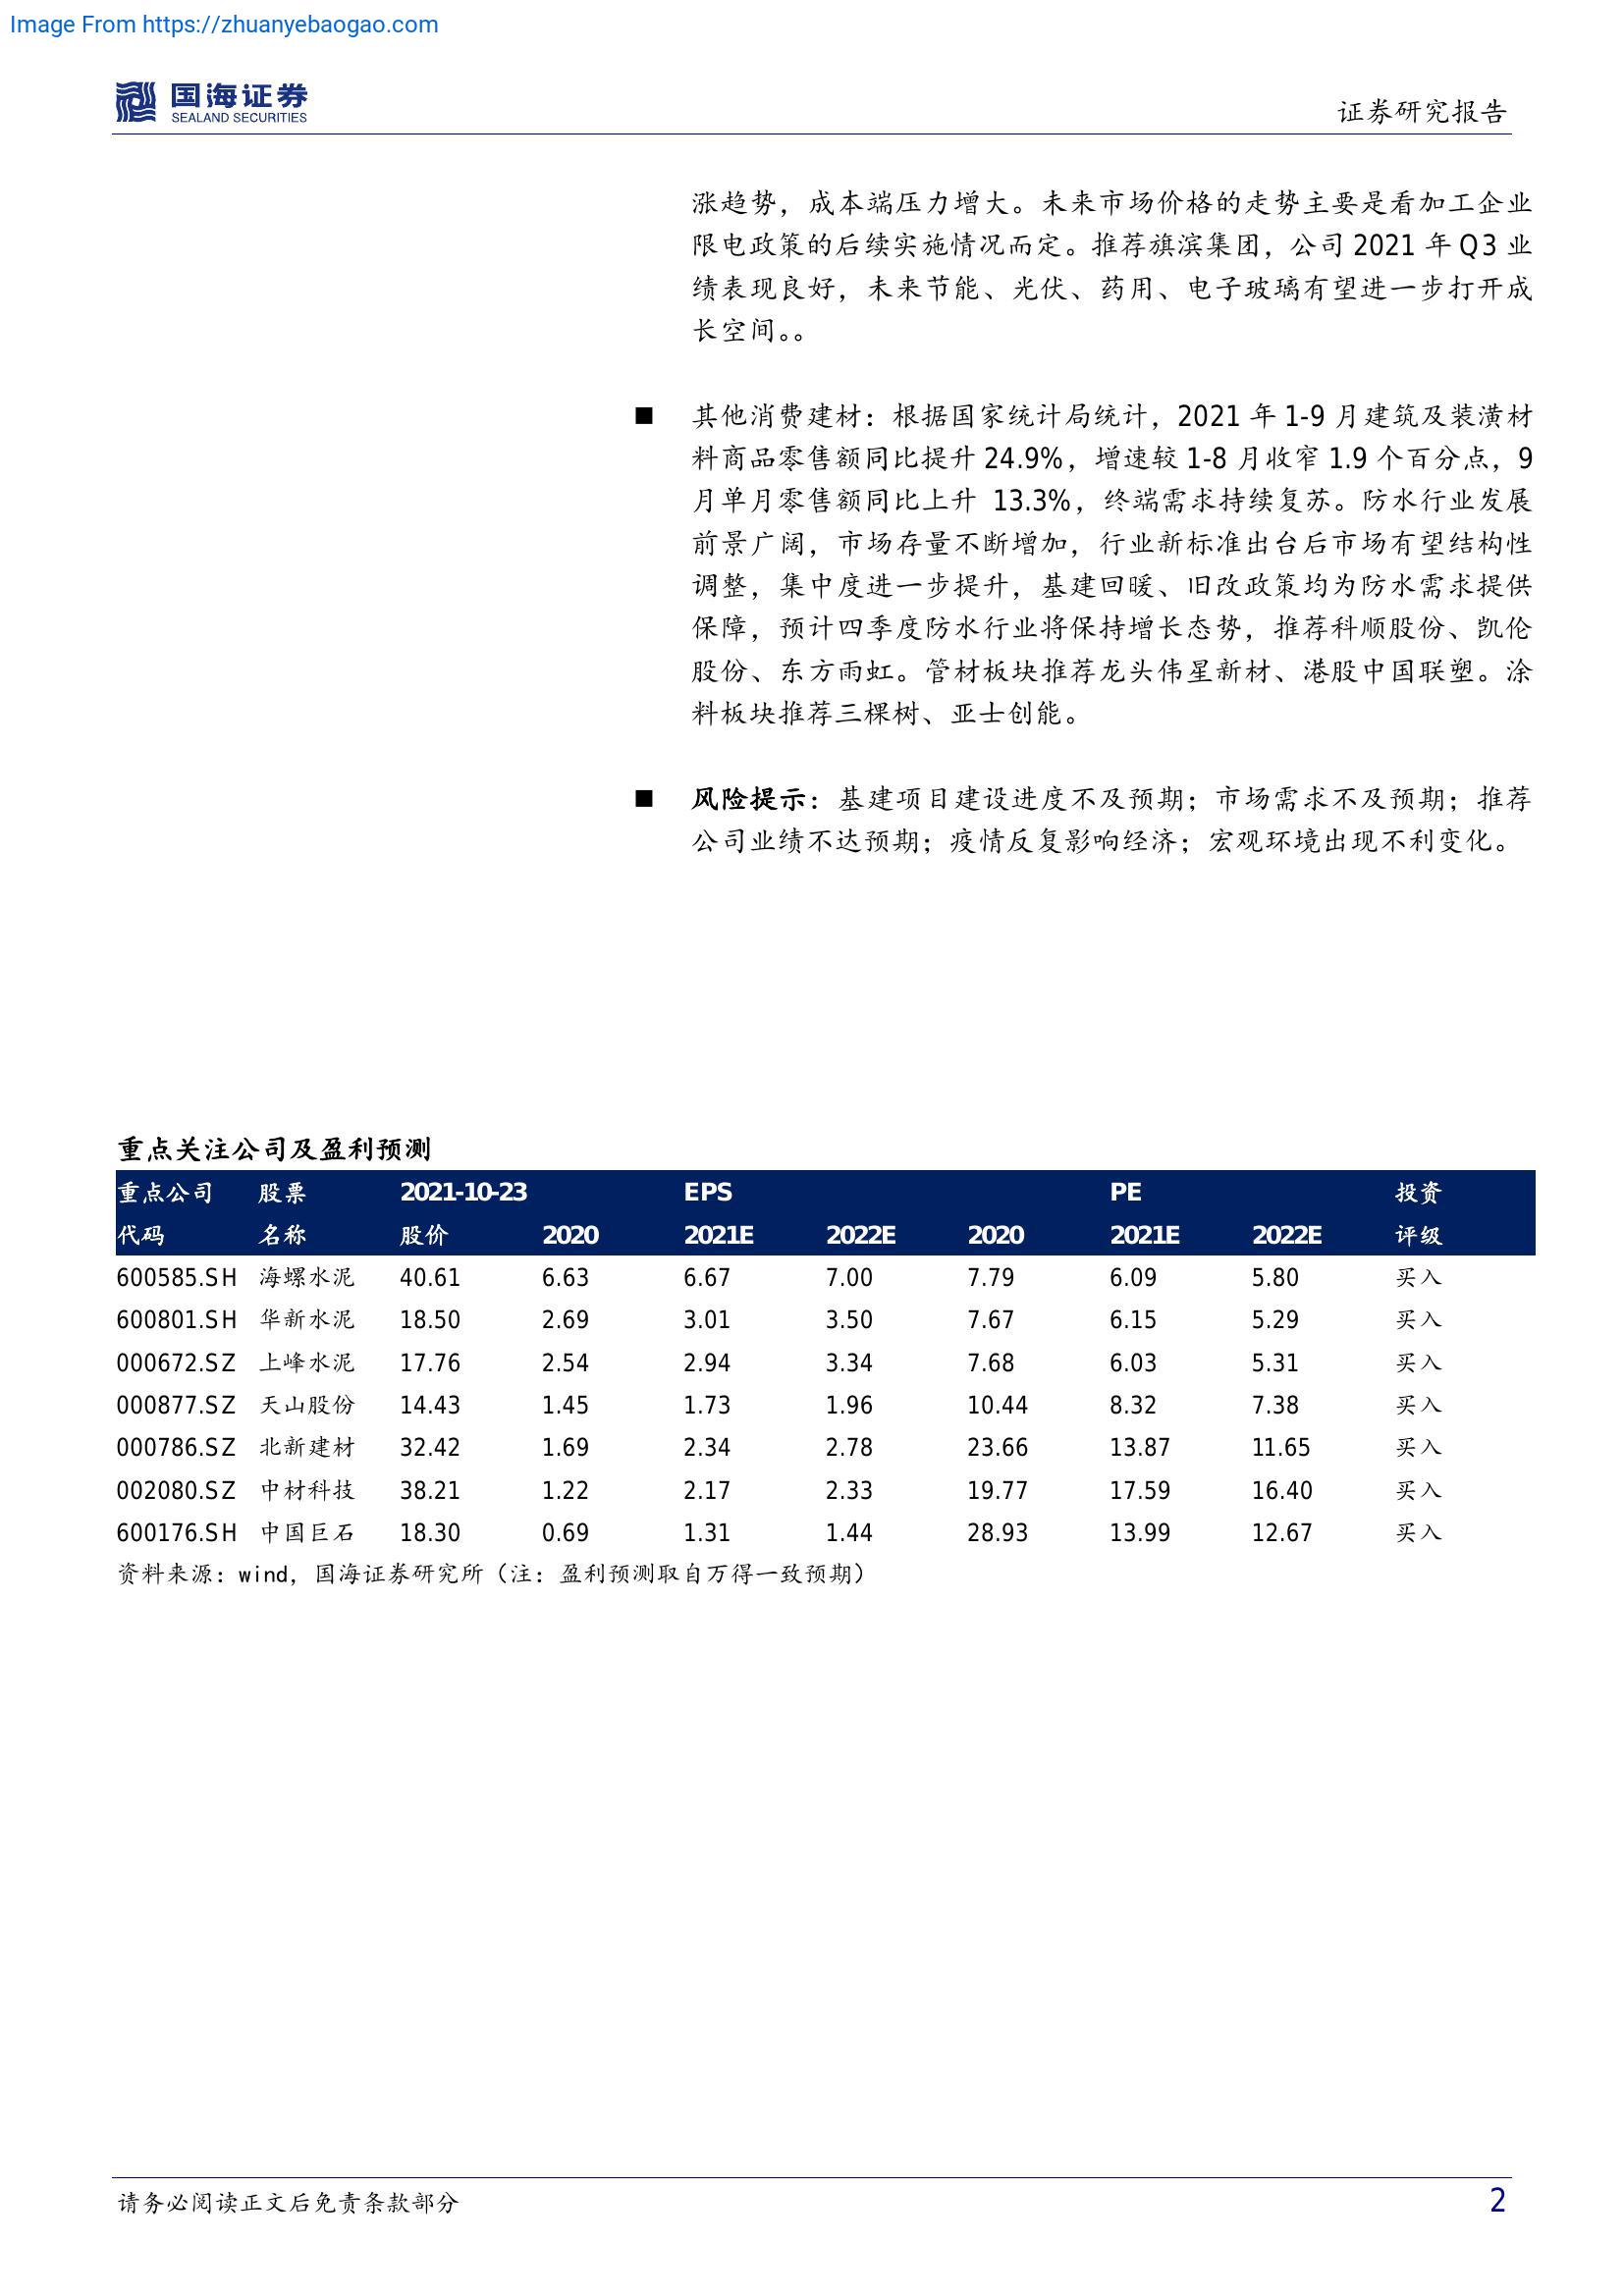 Image From https://zhuanyebaogao.com
国海证券
SEALAND SECURITIES
证券研究报告
涨趋势，成本端压力增大。未来市场价格的走势主要是看加工企业
限电政策的后续实施情况而定。推荐旗滨集团，公司 2021 年 Q3 业
绩表现良好，未来节能、光伏、药用、电子玻璃有望进一步打开成
长空间。。
■ 其他消费建材：根据国家统计局统计，2021 年 1-9 月建筑及装潢材
料商品零售额同比提升 24.9%，增速较 1-8 月收窄 1.9 个百分点，9
月单月零售额同比上升 13.3%，终端需求持续复苏。防水行业发展
前景广阔，市场存量不断增加，行业新标准出台后市场有望结构性
调整，集中度进一步提升，基建回暖、旧改政策均为防水需求提供
保障，预计四季度防水行业将保持增长态势，推荐科顺股份、凯伦
股份、东方雨虹。管材板块推荐龙头伟星新材、港股中国联塑。涂
料板块推荐三棵树、亚士创能。
■ 风险提示：基建项目建设进度不及预期；市场需求不及预期；推荐
公司业绩不达预期；疫情反复影响经济；宏观环境出现不利变化。
重点关注公司及盈利预测
重点公司 股票 2021-10-23 EPS PE 投资
代码 名称 股价 2020 2021E 2022E 2020 2021E 2022E 评级
600585.SH 海螺水泥 40.61 6.63 6.67 7.00 7.79 6.09 5.80 买入
600801.SH 华新水泥 18.50 2.69 3.01 3.50 7.67 6.15 5.29 买入
000672.SZ 上峰水泥 17.76 2.54 2.94 3.34 7.68 6.03 5.31 买入
000877.SZ 天山股份 14.43 1.45 1.73 1.96 10.44 8.32 7.38 买入
000786.SZ 北新建材 32.42 1.69 2.34 2.78 23.66 13.87 11.65 买入
002080.SZ 中材科技 38.21 1.22 2.17 2.33 19.77 17.59 16.40 买入
600176.SH 中国巨石 18.30 0.69 1.31 1.44 28.93 13.99 12.67 买入
资料来源：wind，国海证券研究所（注：盈利预测取自万得一致预期）
请务必阅读正文后免责条款部分
2